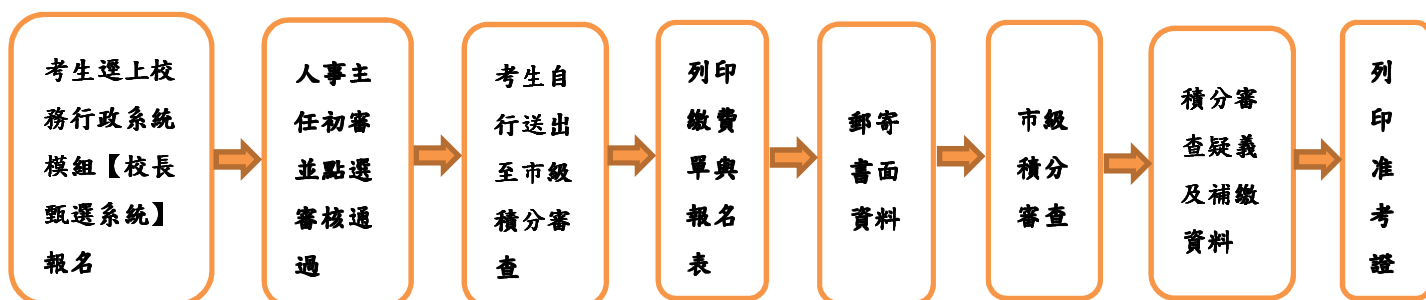 考生逕上校
務行政系統
模組【校長
甄選系統】
報名
人事主
任初審
並點選
審核通
過
考生自
行送出
至市級
積分審
查
列印
繳費
單與
報名
表
郵寄
書面
資料
市級
積分
審查
積分審
查疑義
及補繳
資料
列
印
准
考
證